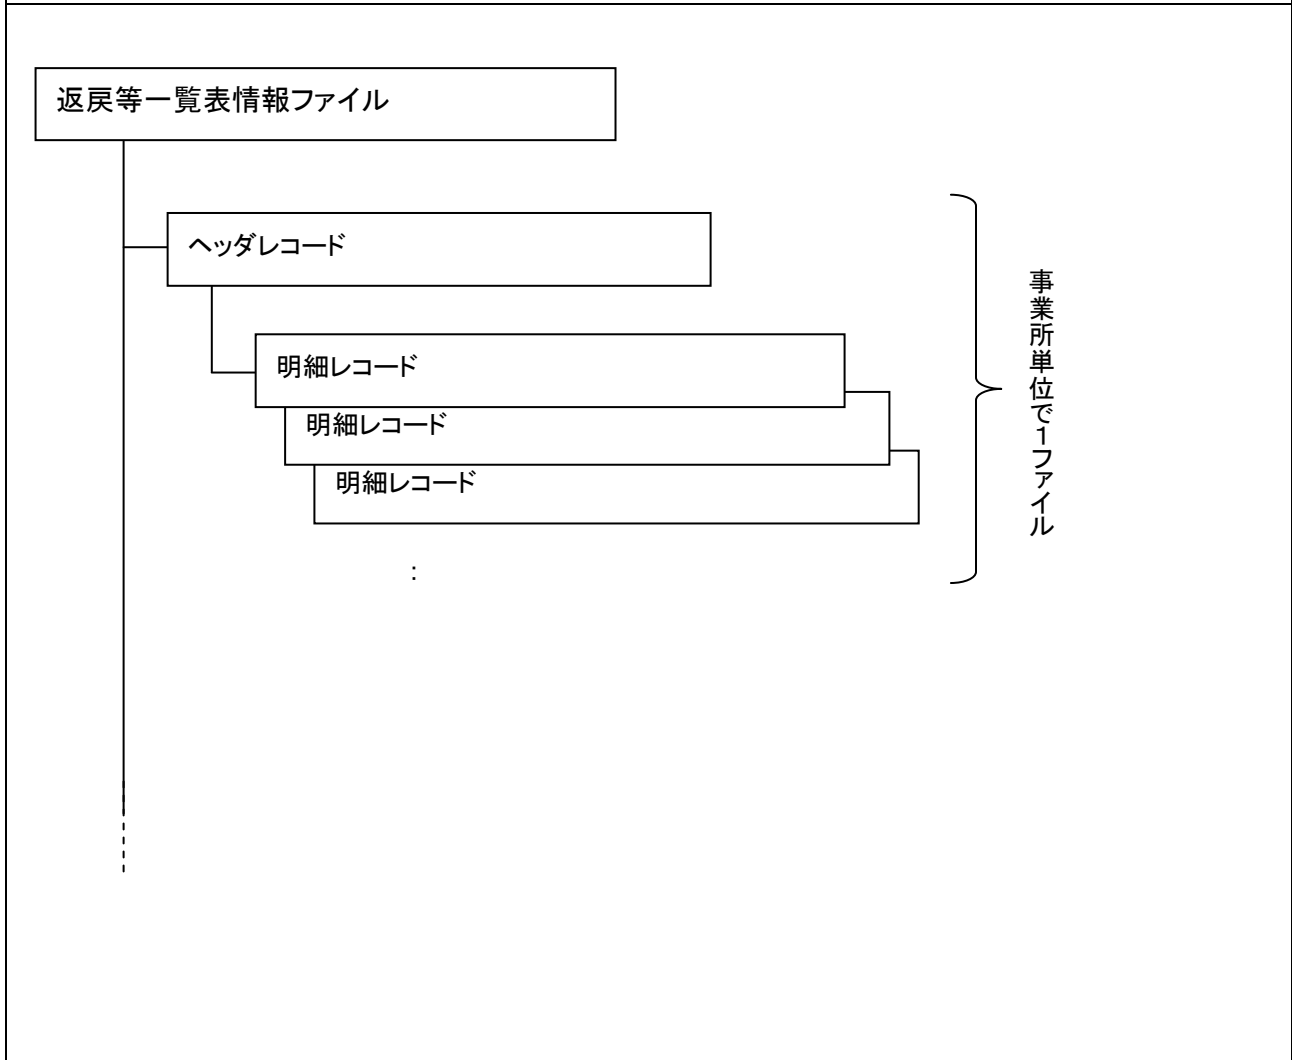 返戻等一覧表情報ファイル
ヘッダレコード
明細レコード
明細レコード
明細レコード
：
事業所単位で１ファイル